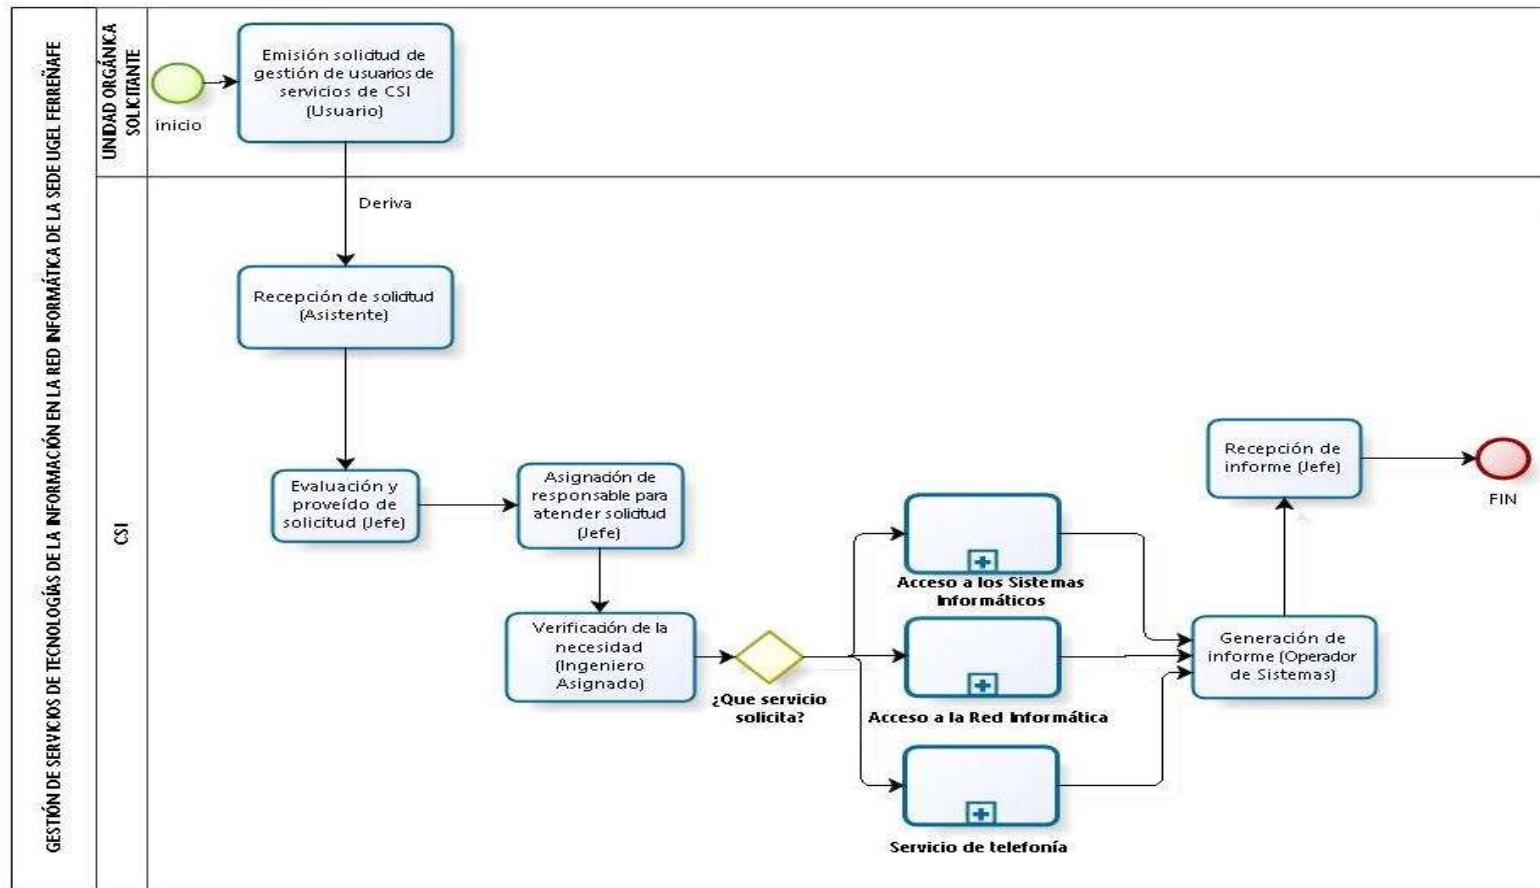 GESTIÓN DE SERVICIOS DE TECNOLOGÍAS DE LA INFORMACIÓN EN LA RED INFORMÁTICA DE LA SEDE UGEL FERREÑAFE
UNIDAD ORGÁNICA
SOLICITANTE
inicio
Emisión solicitud de
gestión de usuarios de
servicios de CSI
(Usuario)
CSI
Deriva
Recepción de solicitud
(Asistente)
Evaluación y
proveído de
solicitud (Jefe)
Asignación de
responsable para
atender solicitud
(Jefe)
Verificación de la
necesidad
(Ingeniero
Asignado)
¿Que servicio
solicita?
Acceso a los Sistemas
Informáticos
Acceso a la Red Informática
Servicio de telefonía
Generación de
informe (Operador
de Sistemas)
Recepción de
informe (Jefe)
FIN